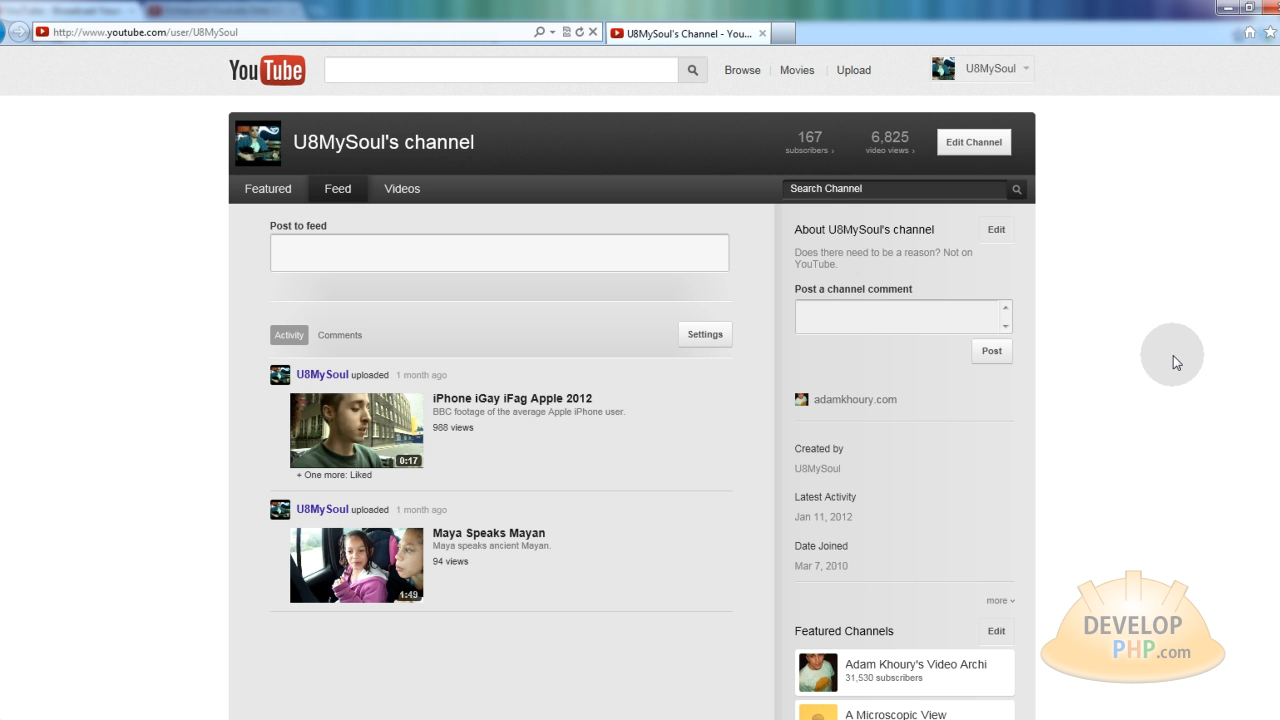 http://www.youtube.com/user/U8MySoul
U8MySoul's Channel - You...
YouTube
Browse
Movies
Upload
U8MySoul
U8MySoul's channel
167
subscribers ›
6,825
video views ›
Edit Channel
Featured
Feed
Videos
Search Channel
Post to feed
Activity
Comments
Settings
U8MySoul uploaded 1 month ago
iPhone iGay iFag Apple 2012
BBC footage of the average Apple iPhone user.
988 views
0:17
+ One more: Liked
U8MySoul uploaded 1 month ago
Maya Speaks Mayan
Maya speaks ancient Mayan.
94 views
1:49
About U8MySoul's channel
Edit
Does there need to be a reason? Not on
YouTube.
Post a channel comment
Post
adamkhoury.com
Created by
U8MySoul
Latest Activity
Jan 11, 2012
Date Joined
Mar 7, 2010
more
Featured Channels
Edit
Adam Khoury's Video Archi
31,530 subscribers
A Microscopic View
DEVELOP
PHP.com